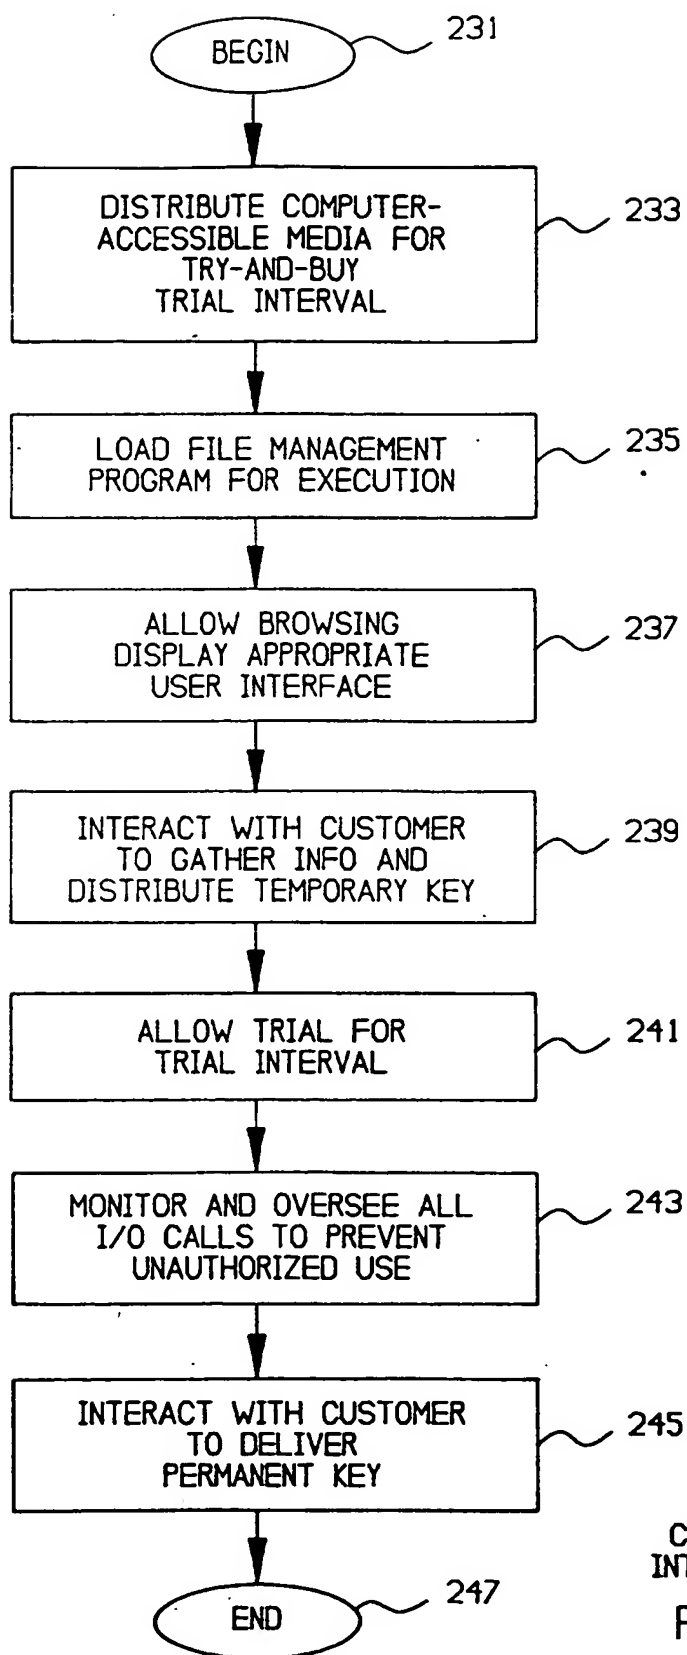 BEGIN
231
DISTRIBUTE COMPUTER-
ACCESSIBLE MEDIA FOR
TRY-AND-BUY
TRIAL INTERVAL
233
LOAD FILE MANAGEMENT
PROGRAM FOR EXECUTION
235
ALLOW BROWSING
DISPLAY APPROPRIATE
USER INTERFACE
237
INTERACT WITH CUSTOMER
TO GATHER INFO AND
DISTRIBUTE TEMPORARY KEY
239
ALLOW TRIAL FOR
TRIAL INTERVAL
241
MONITOR AND OVERSEE ALL
I/O CALLS TO PREVENT
UNAUTHORIZED USE
243
INTERACT WITH CUSTOMER
TO DELIVER
PERMANENT KEY
245
END
247